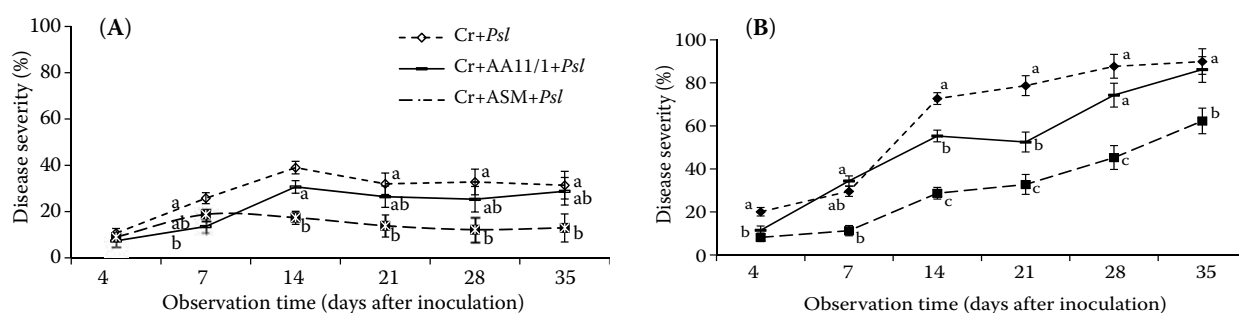 (A)
Disease severity (%)
100
80
60
40
20
0
Cr+Psl
Cr+AA11/1+Psl
Cr+ASM+Psl
a
ab
b
a
b
a
ab
b
a
ab
b
a
ab
b
4 7 14 21 28 35
Observation time (days after inoculation)
(B)
Disease severity (%)
100
80
60
40
20
0
a
b
a
ab
b
a
b
c
a
b
c
a
a
c
a
b
4 7 14 21 28 35
Observation time (days after inoculation)